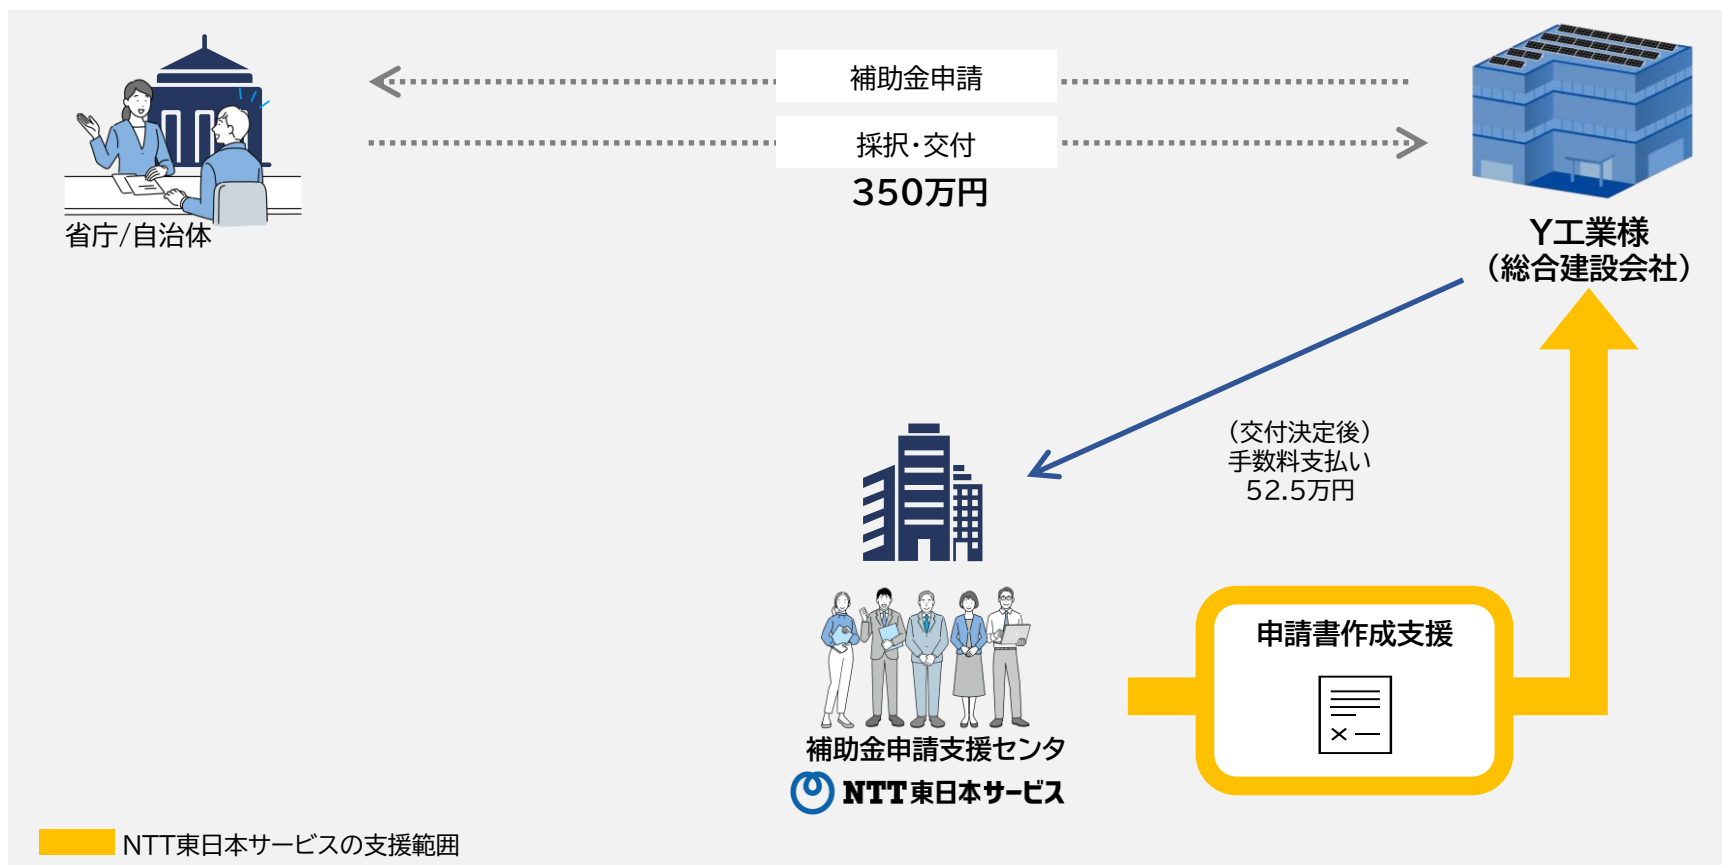 補助金申請
採択・交付
350万円
省庁/自治体
Y工業様
（総合建設会社）
（交付決定後）
手数料支払い
52.5万円
申請書作成支援
補助金申請支援センタ
NTT東日本サービス
NTT東日本サービスの支援範囲